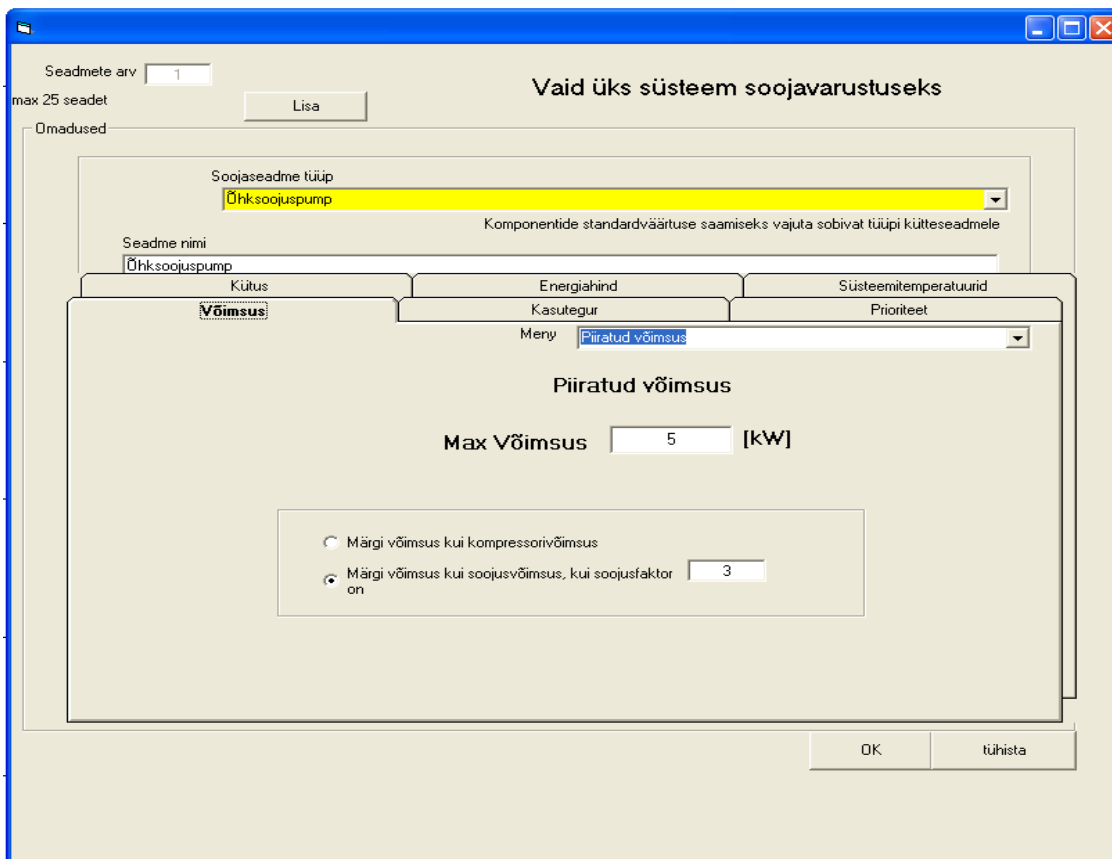 Seadmete arv 1
Vaid üks süsteem soojavarustuseks
max 25 seadet
Lisa
Omadused
Soojaseadme tüüp
Õhksoojuspump
Komponentide standardväärtuse saamiseks vajuta sobivat tüüpi kütteseadmele
Seadme nimi
Õhksoojuspump
Kütus Energiahind Süsteemitemperatuurid
Võimsus Kasutegur Prioriteet
Meny Piiratud võimsus
Piiratud võimsus
Max Võimsus 5 [kW]
Märgi võimsus kui kompressorivõimsus
Märgi võimsus kui soojusvõimsus, kui soojusfaktor 3
on
OK tühista